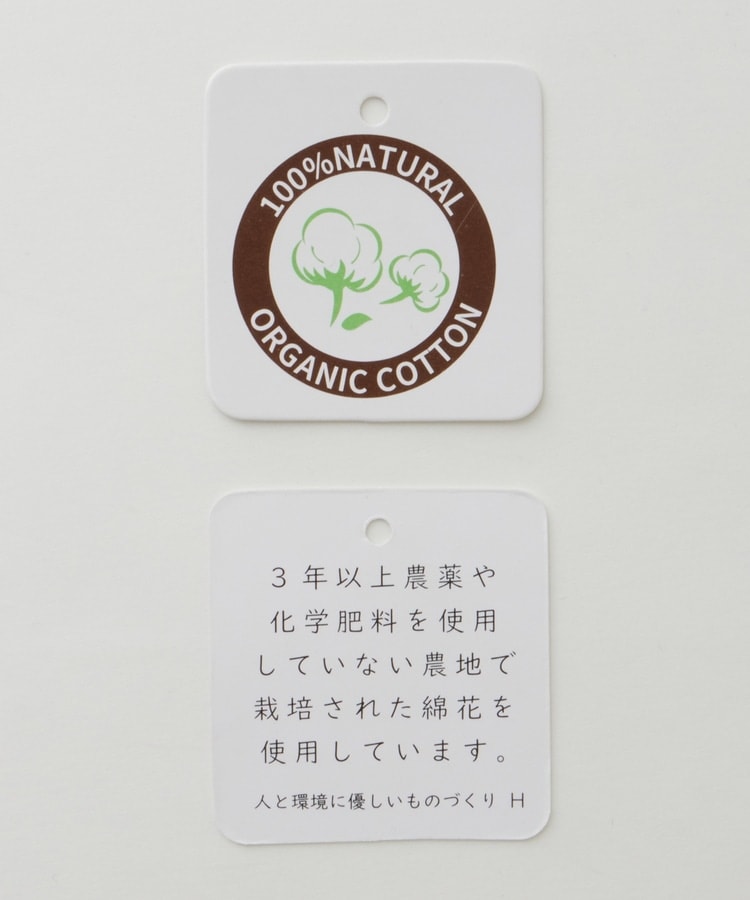 100%NATURAL
ORGANIC COTTON
3年以上農薬や
化学肥料を使用
していない農地で
栽培された綿花を
使用しています。
人と環境に優しいものづくり H